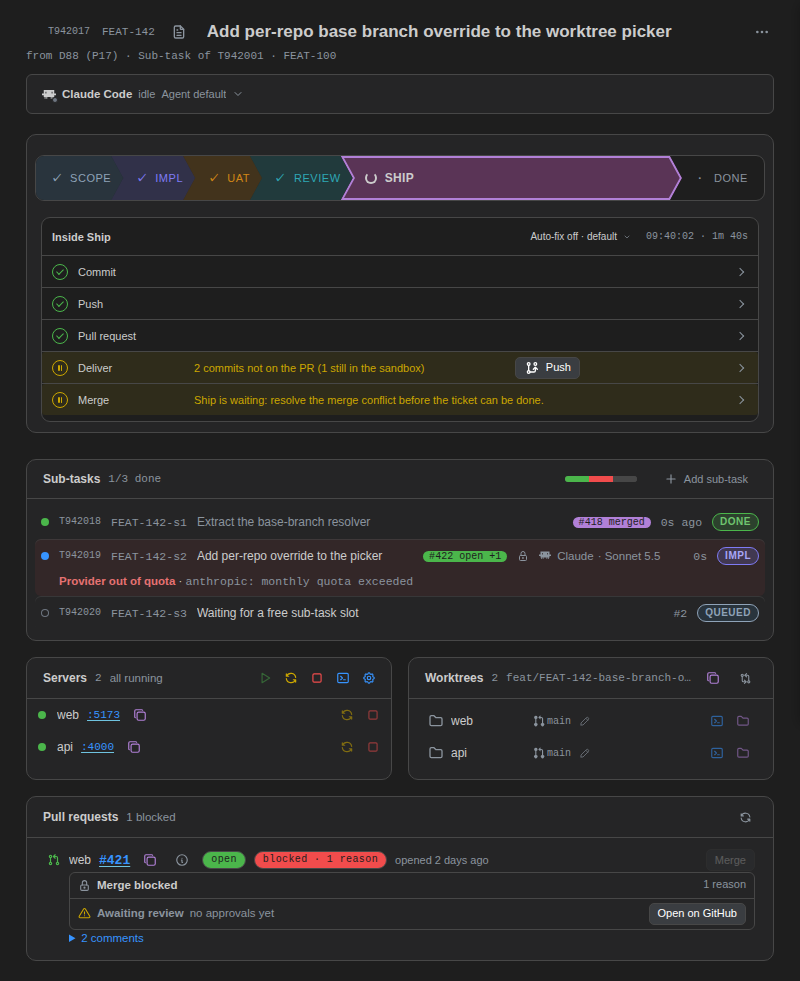 T942017 FEAT-142 Add per-repo base branch override to the worktree picker
from D88 (P17) · Sub-task of T942001 · FEAT-100
Claude Code idle Agent default
SCOPE IMPL UAT REVIEW SHIP DONE
Inside Ship Auto-fix off · default 09:40:02 · 1m 40s
Commit
Push
Pull request
Deliver 2 commits not on the PR (1 still in the sandbox) Push
Merge Ship is waiting: resolve the merge conflict before the ticket can be done.
Sub-tasks 1/3 done Add sub-task
T942018 FEAT-142-s1 Extract the base-branch resolver #418 merged 0s ago DONE
T942019 FEAT-142-s2 Add per-repo override to the picker #422 open +1 Claude · Sonnet 5.5 0s IMPL
Provider out of quota · anthropic: monthly quota exceeded
T942020 FEAT-142-s3 Waiting for a free sub-task slot #2 QUEUED
Servers 2 all running
web :5173
api :4000
Worktrees 2 feat/FEAT-142-base-branch-o…
web main
api main
Pull requests 1 blocked
web #421 open blocked · 1 reason opened 2 days ago Merge
Merge blocked 1 reason
Awaiting review no approvals yet Open on GitHub
2 comments